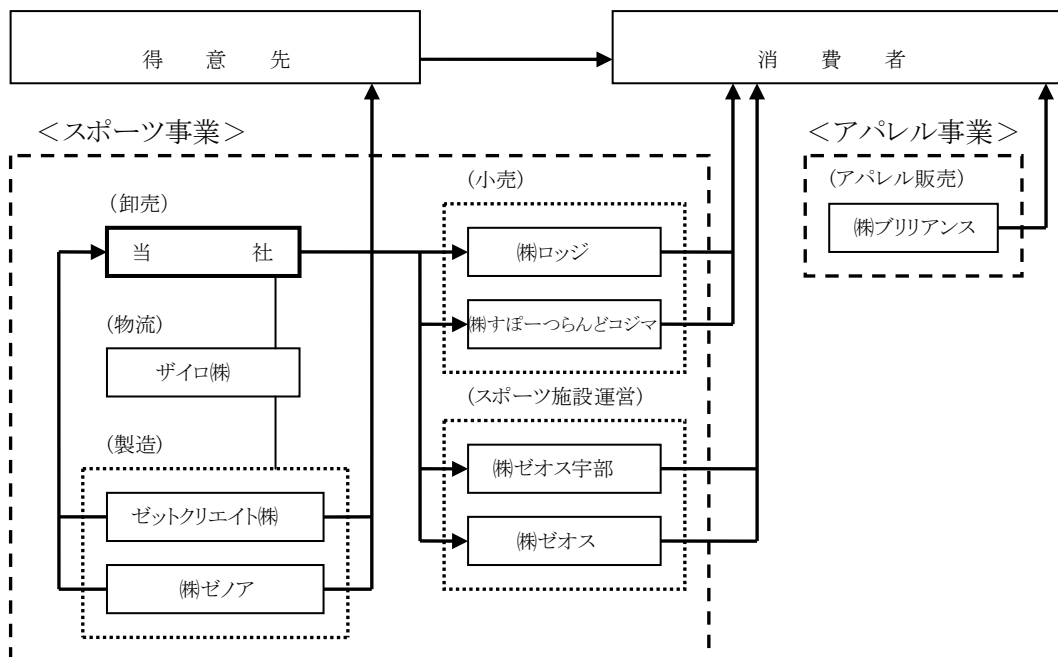 得　意　先
消　費　者
＜スポーツ事業＞
＜アパレル事業＞
(小売)
(アパレル販売)
(卸売)
㈱ブリリアンス
当　社
㈱ロッジ
(物流)
㈱すぽーつらんどコジマ
ザイロ㈱
(スポーツ施設運営)
(製造)
㈱ゼオス宇部
ゼットクリエイト㈱
㈱ゼオス
㈱ゼノア